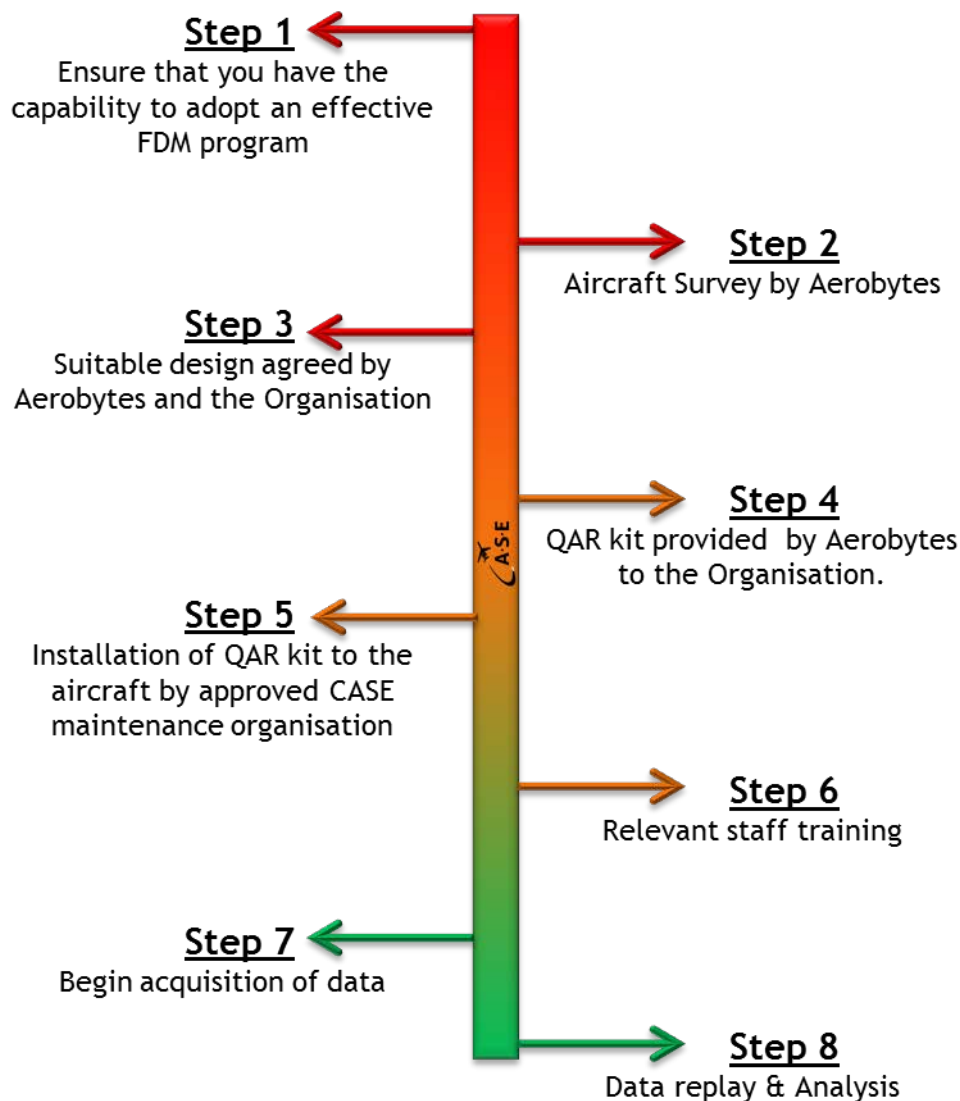 Step 1
Ensure that you have the
capability to adopt an effective
FDM program
Step 2
Aircraft Survey by Aerobytes
Step 3
Suitable design agreed by
Aerobytes and the Organisation
Step 4
QAR kit provided by Aerobytes
to the Organisation.
C·A·S·E
Step 5
Installation of QAR kit to the
aircraft by approved CASE
maintenance organisation
Step 6
Relevant staff training
Step 7
Begin acquisition of data
Step 8
Data replay & Analysis